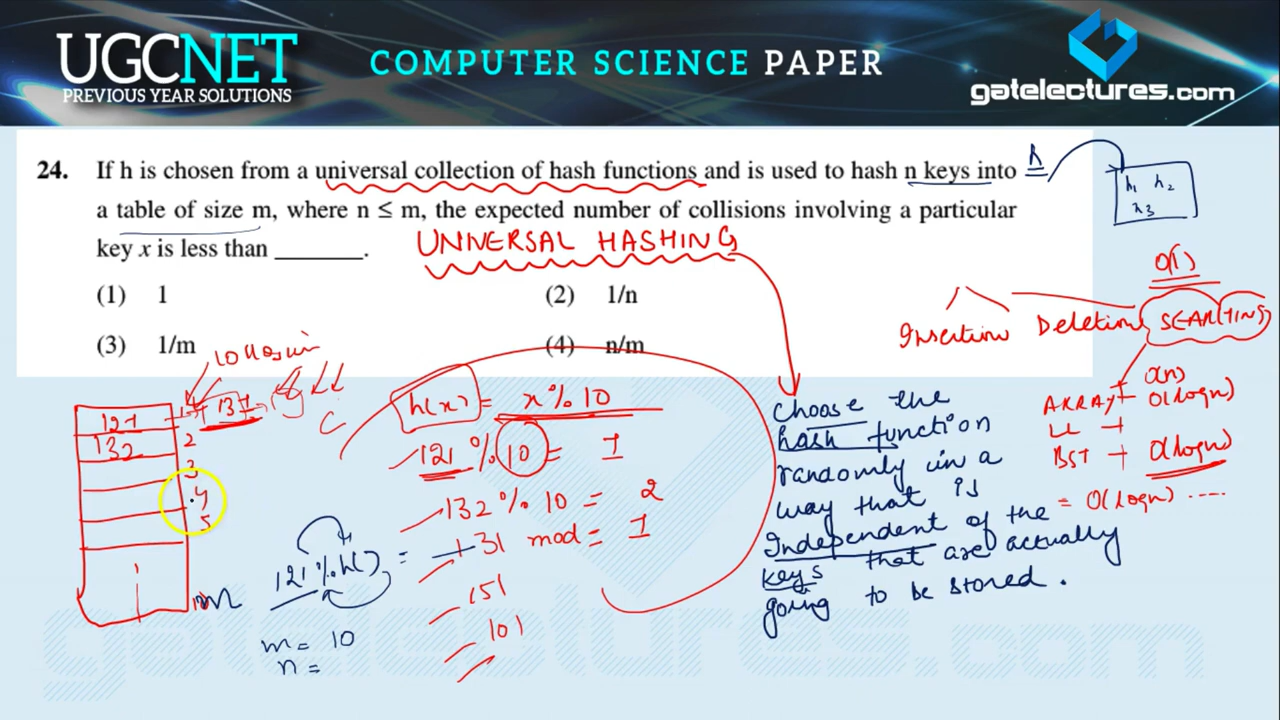 UGCNET
PREVIOUS YEAR SOLUTIONS
COMPUTER SCIENCE PAPER
gatelectures.com
24. If h is chosen from a universal collection of hash functions and is used to hash n keys into
a table of size m, where n ≤ m, the expected number of collisions involving a particular
key x is less than ________.
(1) 1
(2) 1/n
(3) 1/m
(4) n/m
h
h1 h2
h3
UNIVERSAL HASHING
O(1)
Insertion Deletion SEARCHING
O(n)
ARRAY O(logn)
LL
BST O(logn)
= O(logn) .....
Collision
121 1 131
132 2
3
4
5
m
h(x) = x % 10
121 % 10 = 1
132 % 10 = 2
131 mod = 1
151
101
121 % h() =
m = 10
n =
Choose the
hash function
randomly in a
way that is
Independent of the
keys that are actually
going to be stored.
gatelectures.com